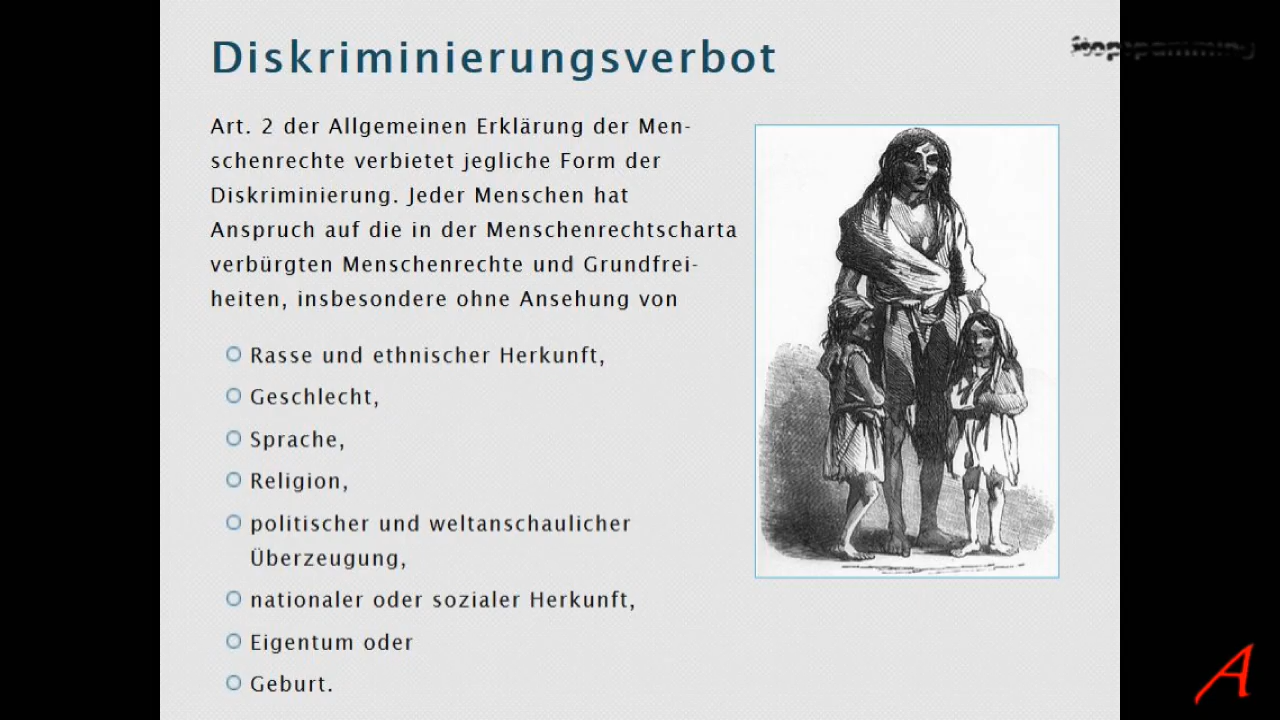 Diskriminierungsverbot
Art. 2 der Allgemeinen Erklärung der Men-
schenrechte verbietet jegliche Form der
Diskriminierung. Jeder Menschen hat
Anspruch auf die in der Menschenrechtscharta
verbürgten Menschenrechte und Grundfrei-
heiten, insbesondere ohne Ansehung von
Rasse und ethnischer Herkunft,
Geschlecht,
Sprache,
Religion,
politischer und weltanschaulicher
Überzeugung,
nationaler oder sozialer Herkunft,
Eigentum oder
Geburt.
A